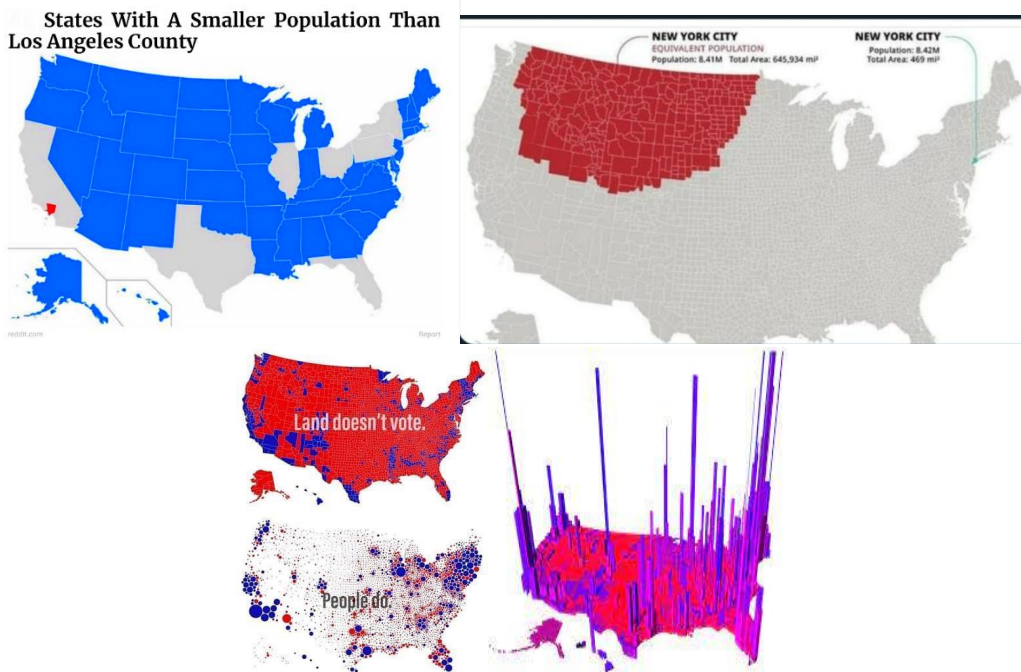 States With A Smaller Population Than
Los Angeles County
reddit.com
Report
NEW YORK CITY
EQUIVALENT POPULATION
Population: 8.41M Total Area: 645,934 mi²
NEW YORK CITY
Population: 8.42M
Total Area: 469 mi²
Land doesn't vote.
People do.